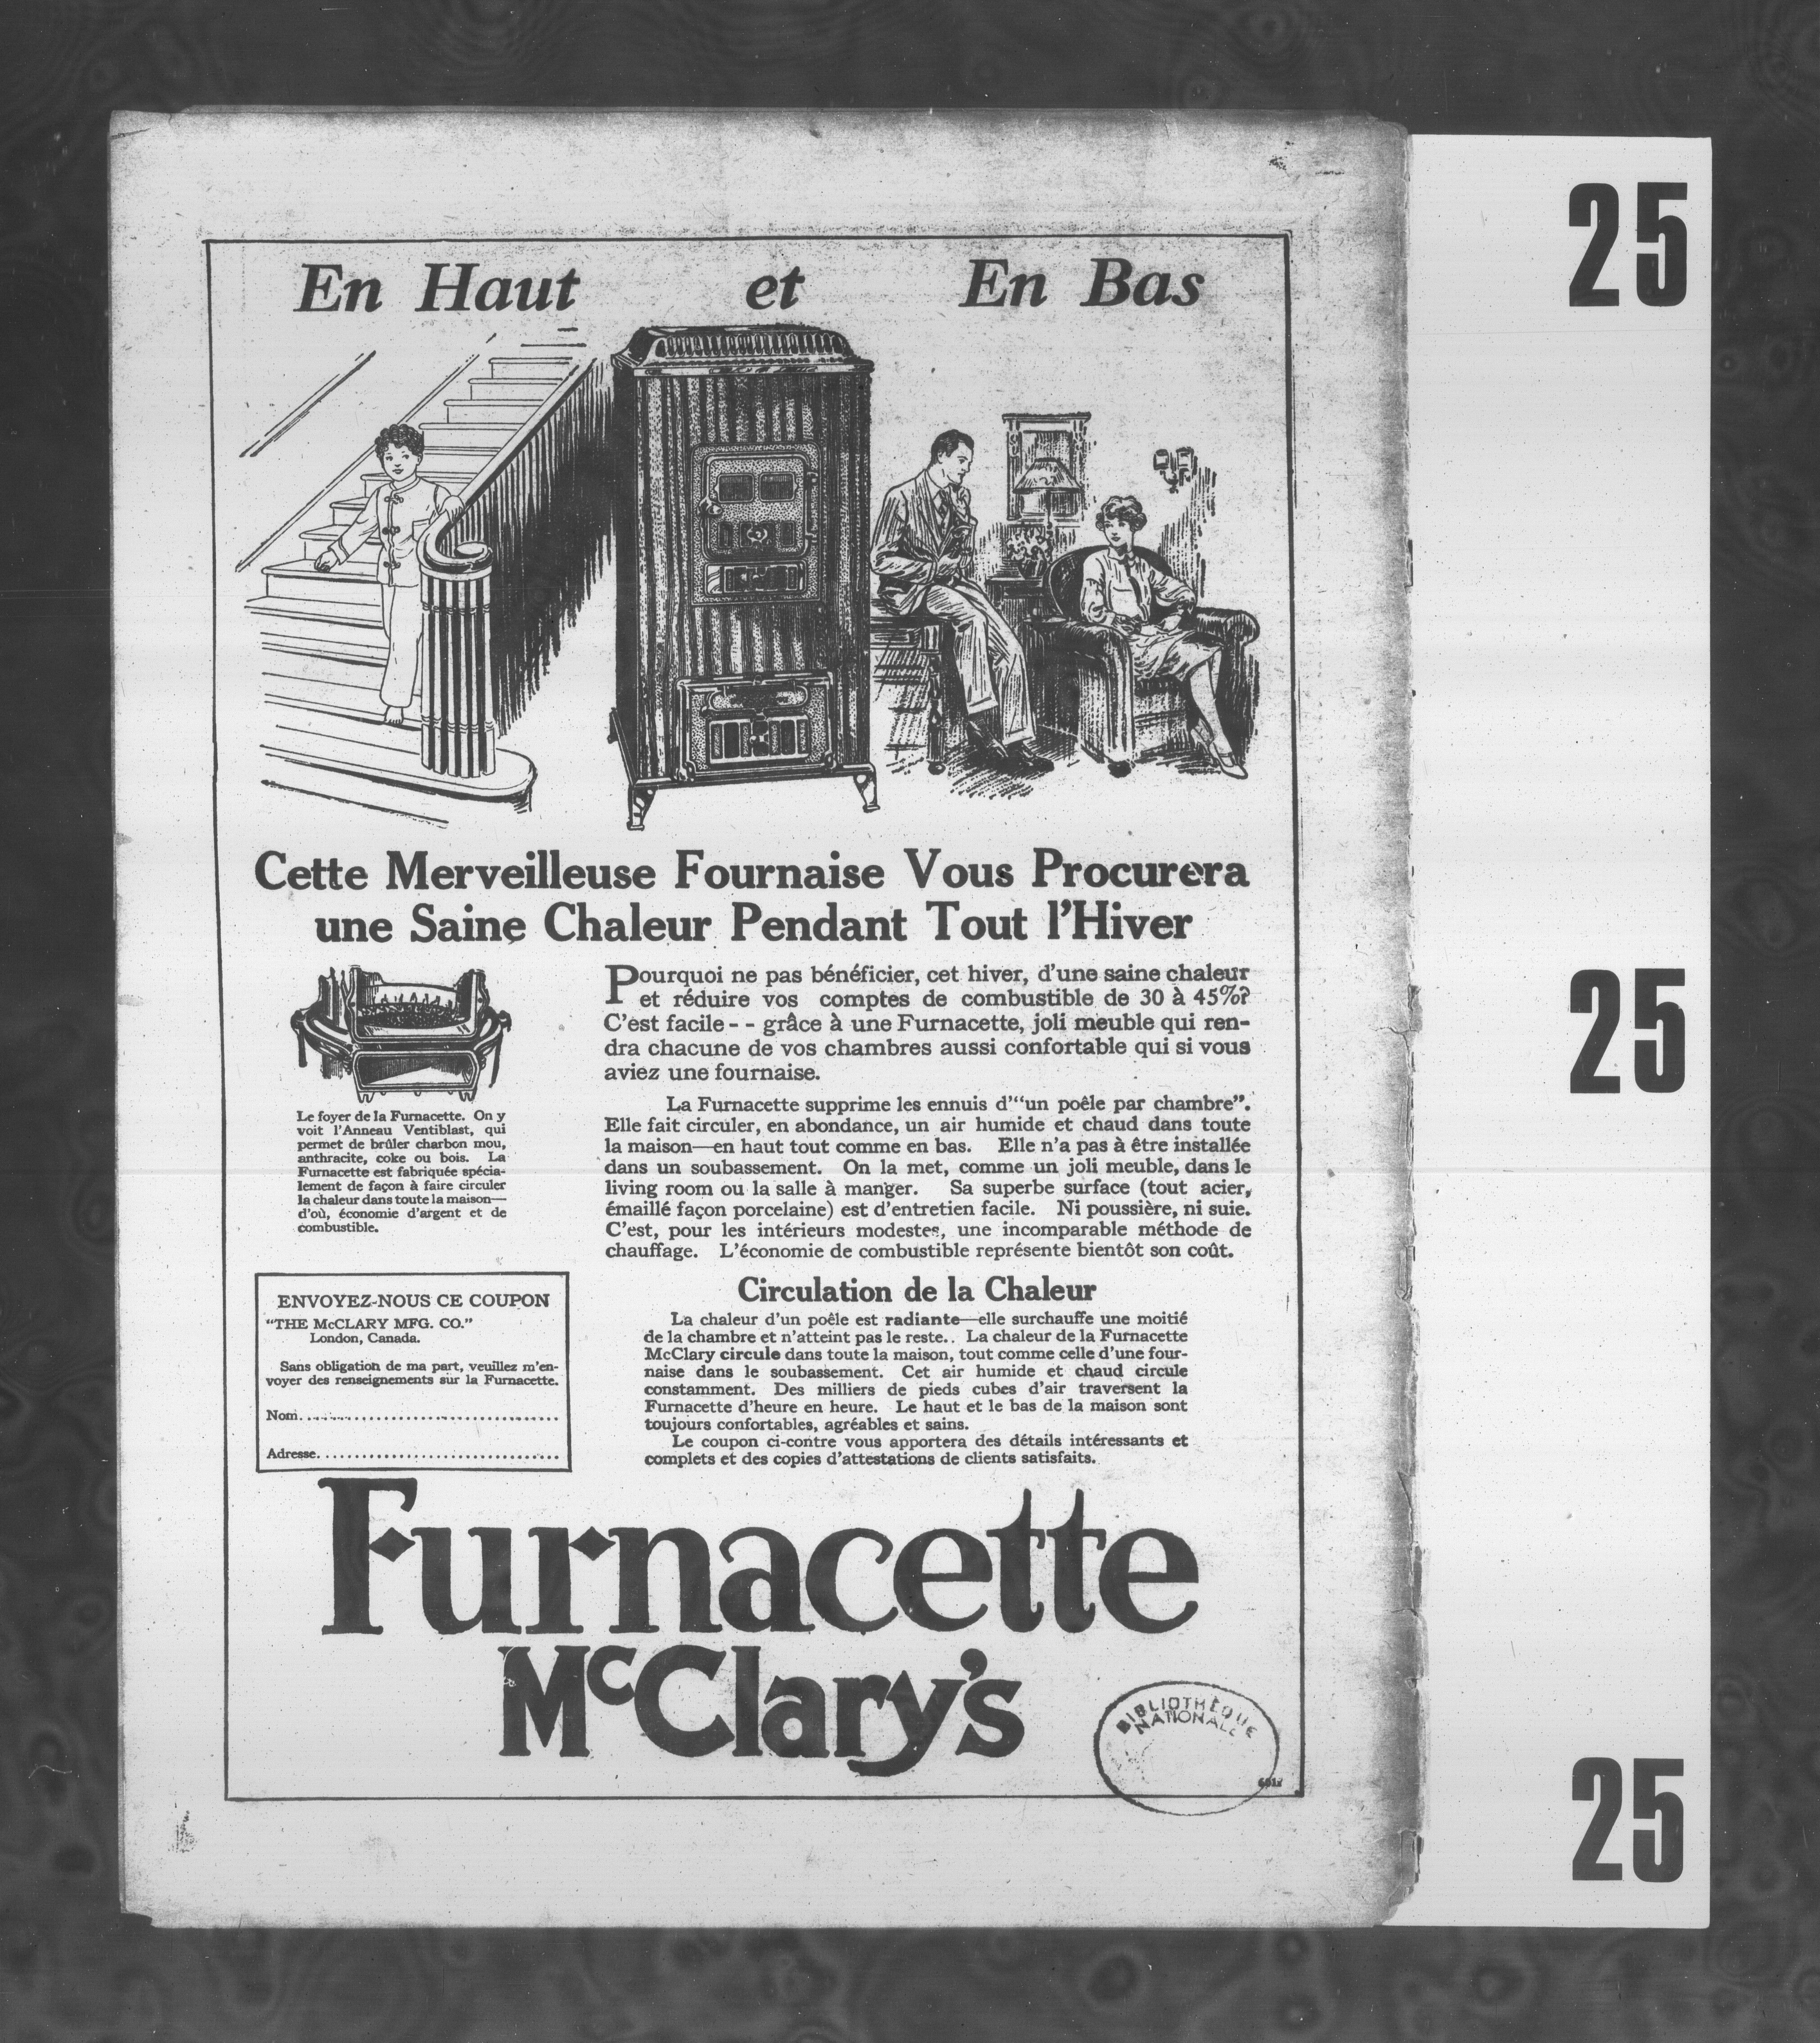 En Haut et En Bas
Cette Merveilleuse Fournaise Vous Procurera
une Saine Chaleur Pendant Tout l'Hiver
Pourquoi ne pas bénéficier, cet hiver, d'une saine chaleur
et réduire vos comptes de combustible de 30 à 45%?
C'est facile - - grâce à une Furnacette, joli meuble qui ren-
dra chacune de vos chambres aussi confortable qui si vous
aviez une fournaise.
La Furnacette supprime les ennuis d'“un poêle par chambre”.
Elle fait circuler, en abondance, un air humide et chaud dans toute
la maison—en haut tout comme en bas. Elle n'a pas à être installée
dans un soubassement. On la met, comme un joli meuble, dans le
living room ou la salle à manger. Sa superbe surface (tout acier,
émaillé façon porcelaine) est d'entretien facile. Ni poussière, ni suie.
C'est, pour les intérieurs modestes, une incomparable méthode de
chauffage. L'économie de combustible représente bientôt son coût.
Le foyer de la Furnacette. On y
voit l'Anneau Ventiblast, qui
permet de brûler charbon mou,
anthracite, coke ou bois. La
Furnacette est fabriquée spécia-
lement de façon à faire circuler
la chaleur dans toute la maison—
d'où, économie d'argent et de
combustible.
ENVOYEZ-NOUS CE COUPON
“THE McCLARY MFG. CO.”
London, Canada.
Sans obligation de ma part, veuillez m'en-
voyer des renseignements sur la Furnacette.
Nom
Adresse
Circulation de la Chaleur
La chaleur d'un poêle est radiante—elle surchauffe une moitié
de la chambre et n'atteint pas le reste.. La chaleur de la Furnacette
McClary circule dans toute la maison, tout comme celle d'une four-
naise dans le soubassement. Cet air humide et chaud circule
constamment. Des milliers de pieds cubes d'air traversent la
Furnacette d'heure en heure. Le haut et le bas de la maison sont
toujours confortables, agréables et sains.
Le coupon ci-contre vous apportera des détails intéressants et
complets et des copies d'attestations de clients satisfaits.
Furnacette
McClary's
BIBLIOTHÈQUE
NATIONALE
25
25
25